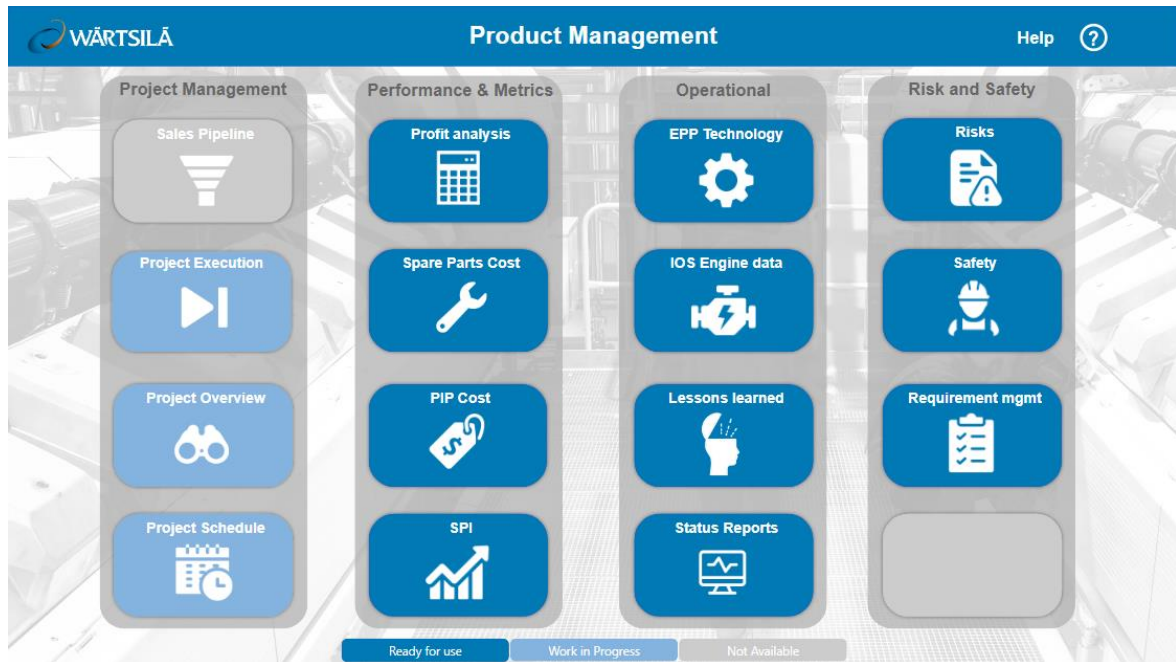 WÄRTSILÄ
Product Management
Help ?
Project Management
Sales Pipeline
Project Execution
Project Overview
Project Schedule
Performance & Metrics
Profit analysis
Spare Parts Cost
PIP Cost
$
SPI
Operational
EPP Technology
IOS Engine data
Lessons learned
Status Reports
Risk and Safety
Risks
Safety
Requirement mgmt
Ready for use
Work in Progress
Not Available